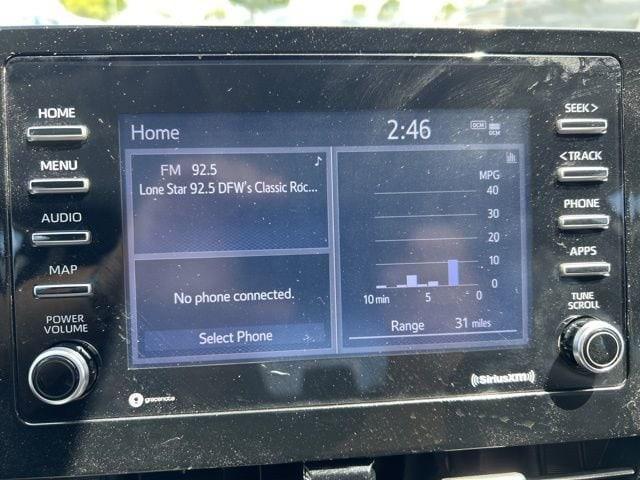 HOME
MENU
AUDIO
MAP
POWER
VOLUME
Home
2:46
DCM
DCM
FM 92.5
Lone Star 92.5 DFW's Classic Roc...
No phone connected.
Select Phone
MPG
40
30
20
10
0
10 min 5 0
Range 31 miles
SEEK >
< TRACK
PHONE
APPS
TUNE
SCROLL
gracenote
((SiriusXM))